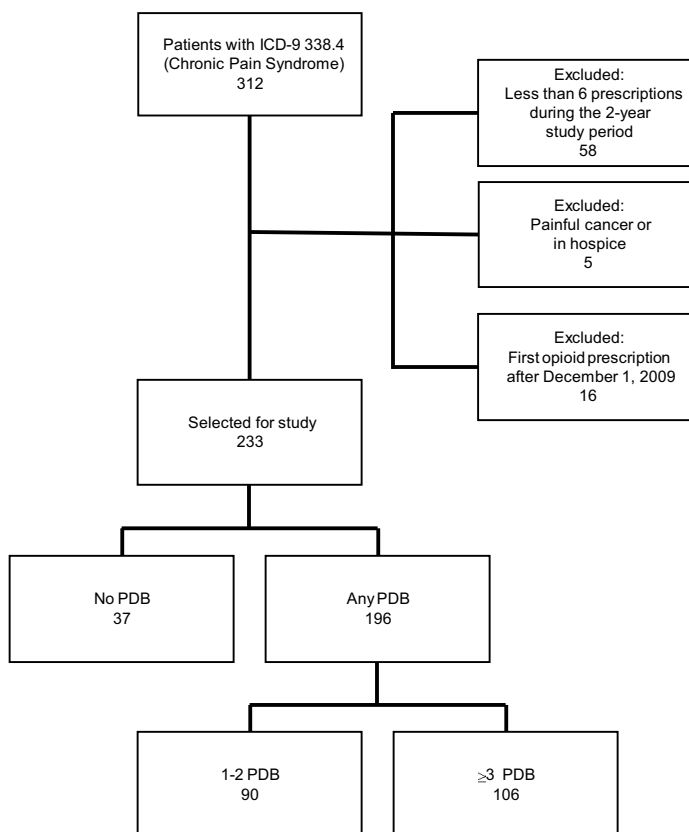 Patients with ICD-9 338.4
(Chronic Pain Syndrome)
312
Excluded:
Less than 6 prescriptions
during the 2-year
study period
58
Excluded:
Painful cancer or
in hospice
5
Excluded:
First opioid prescription
after December 1, 2009
16
Selected for study
233
No PDB
37
Any PDB
196
1-2 PDB
90
≥3 PDB
106